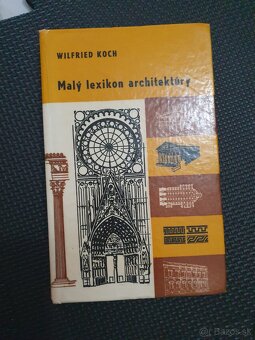 WILFRIED KOCH
Malý lexikon architektúry